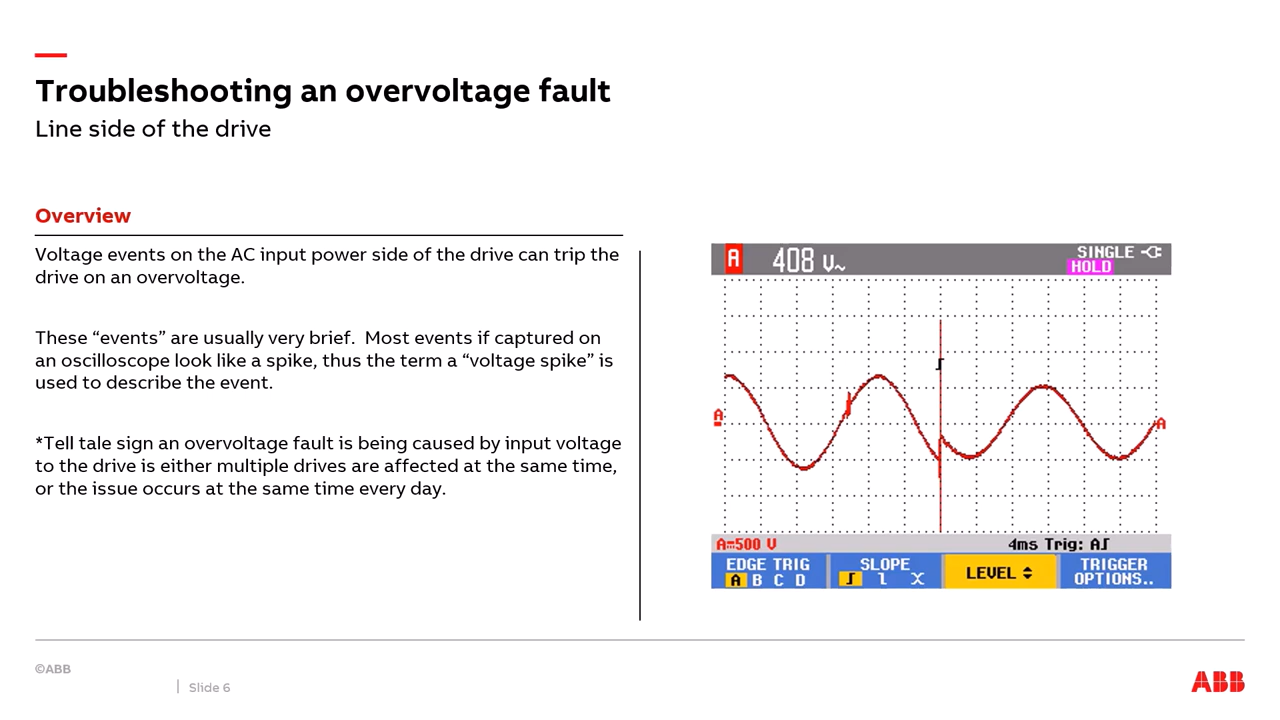 Troubleshooting an overvoltage fault
Line side of the drive
Overview
Voltage events on the AC input power side of the drive can trip the
drive on an overvoltage.
These “events” are usually very brief.  Most events if captured on
an oscilloscope look like a spike, thus the term a “voltage spike” is
used to describe the event.
*Tell tale sign an overvoltage fault is being caused by input voltage
to the drive is either multiple drives are affected at the same time,
or the issue occurs at the same time every day.
A 408 V~ SINGLE
HOLD
A A
A=500 V 4ms Trig: A
EDGE TRIG SLOPE LEVEL TRIGGER
A B C D X OPTIONS..
©ABB
Slide 6
ABB